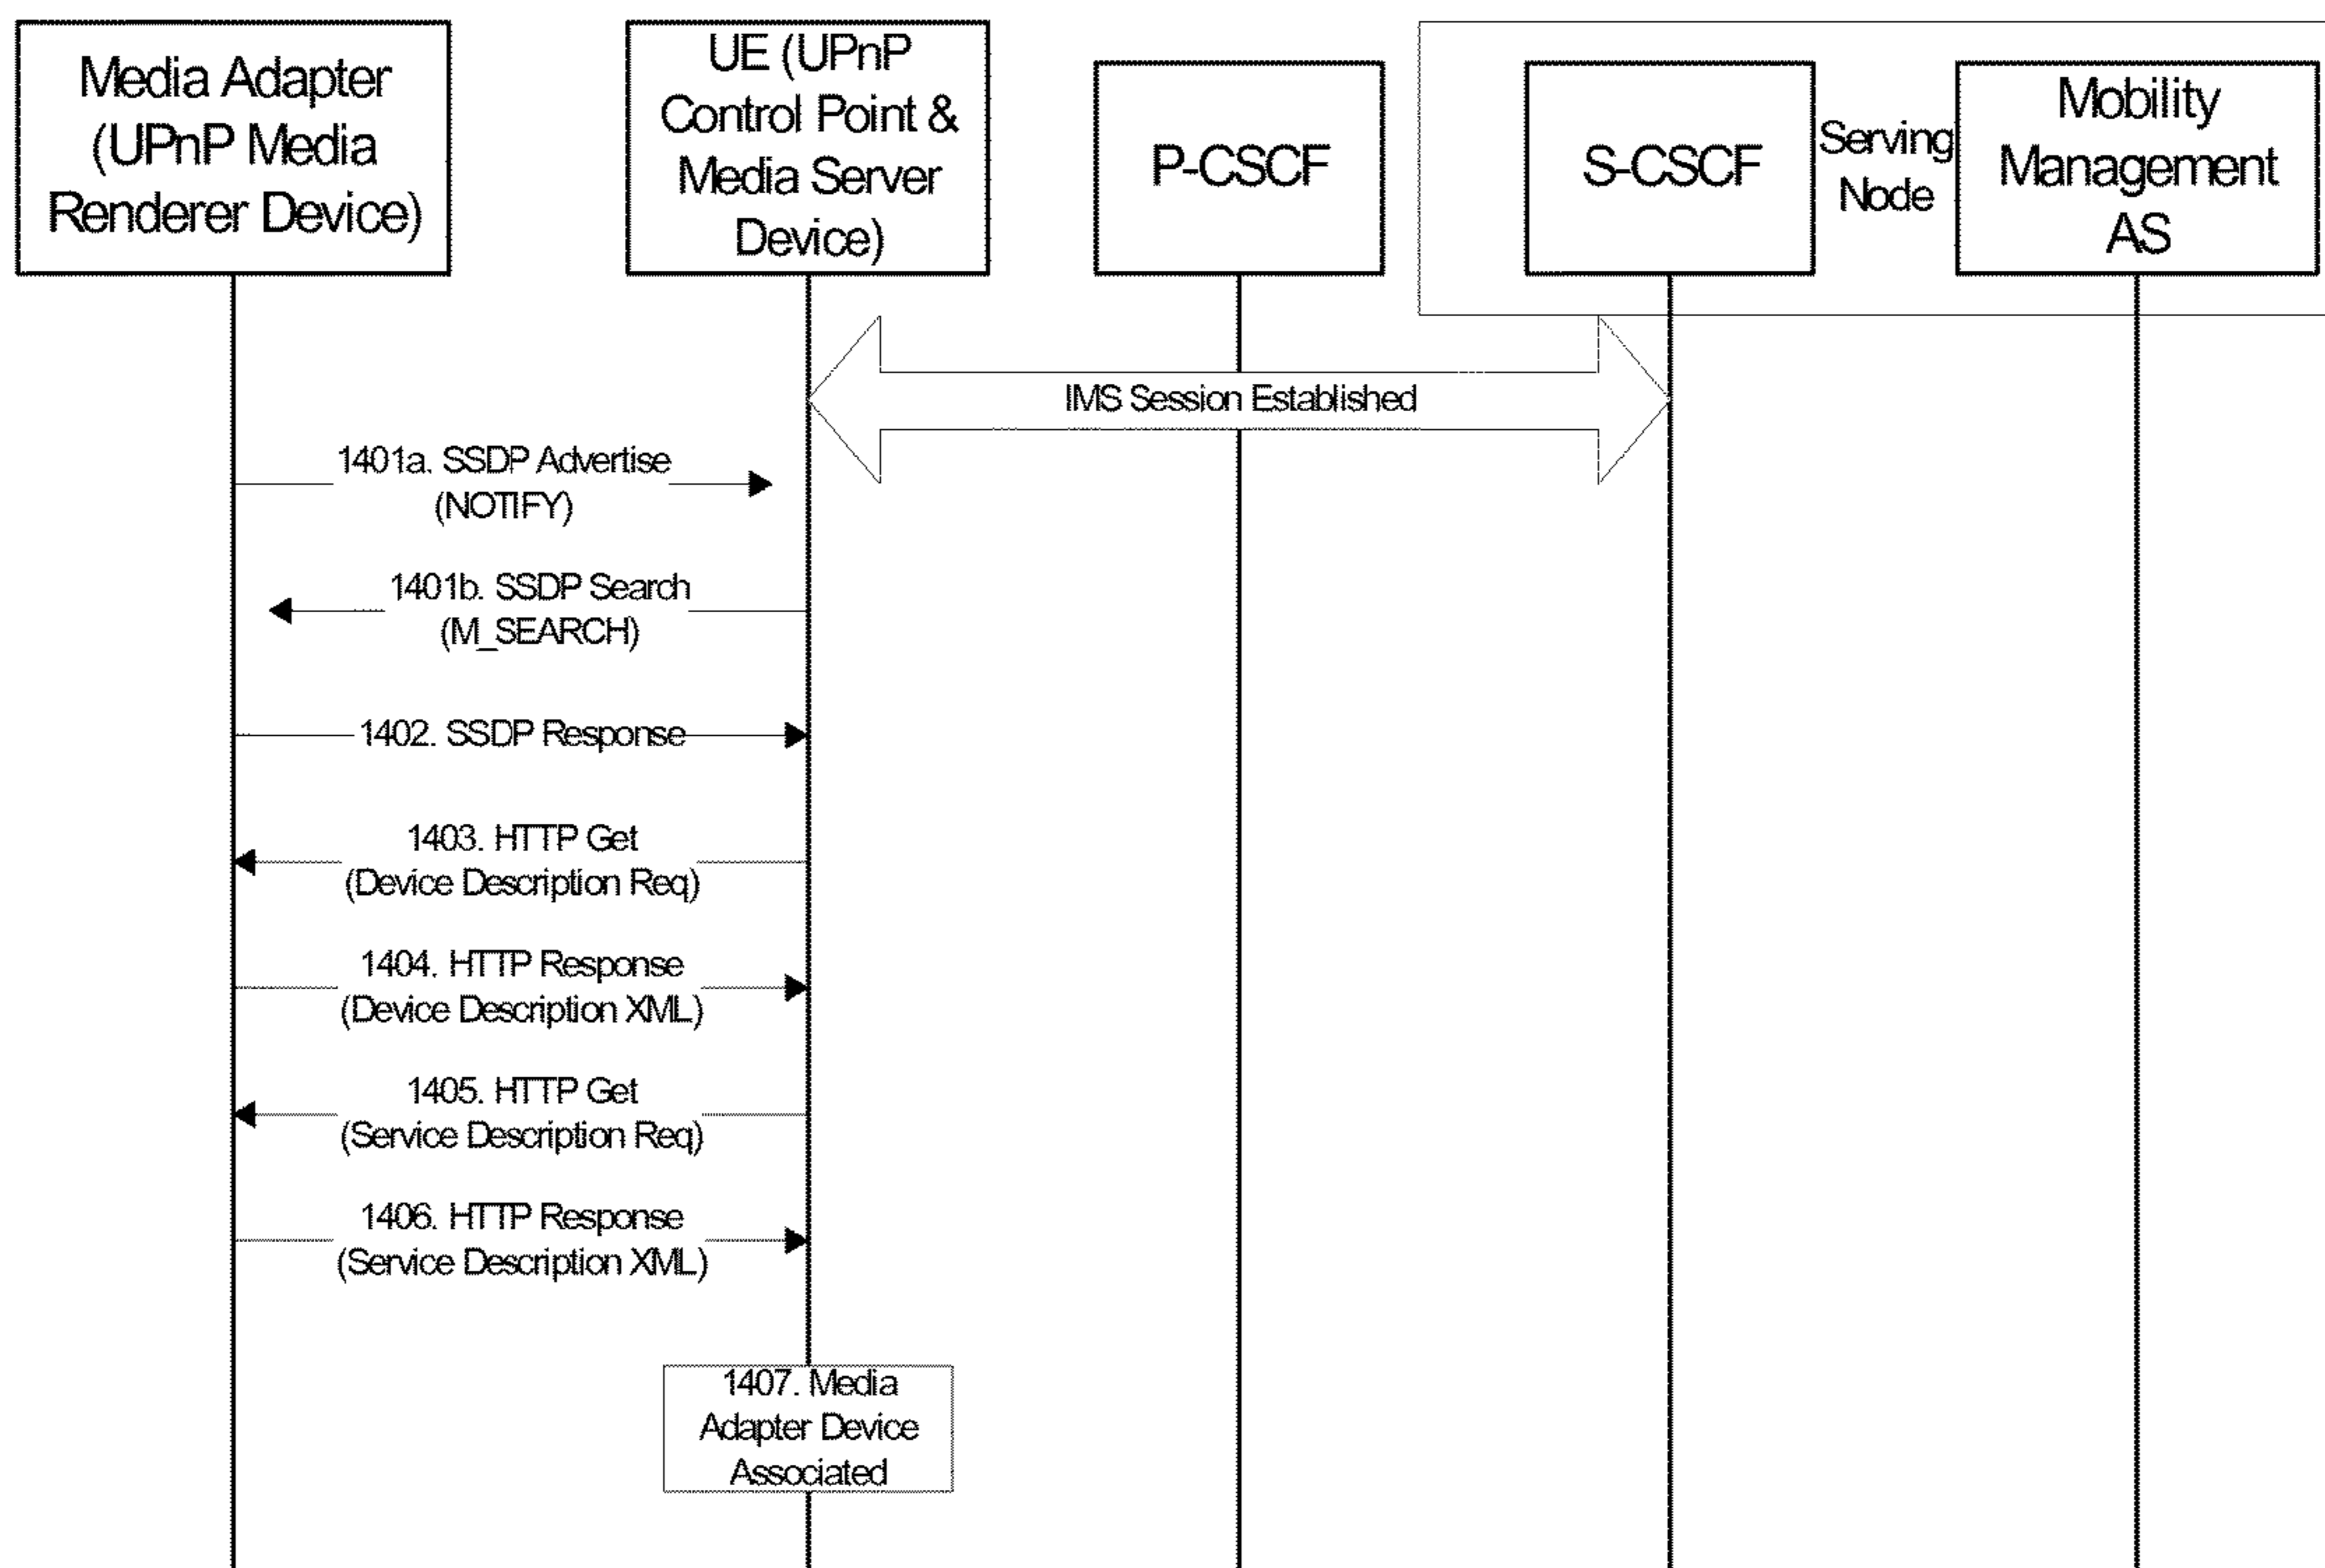 Media Adapter
(UPnP Media
Renderer Device)
UE (UPnP
Control Point &
Media Server
Device)
P-CSCF
S-CSCF
Serving
Node
Mobility
Management
AS
IMS Session Established
1401a. SSDP Advertise
(NOTIFY)
1401b. SSDP Search
(M_SEARCH)
1402. SSDP Response
1403. HTTP Get
(Device Description Req)
1404. HTTP Response
(Device Description XML)
1405. HTTP Get
(Service Description Req)
1406. HTTP Response
(Service Description XML)
1407. Media
Adapter Device
Associated